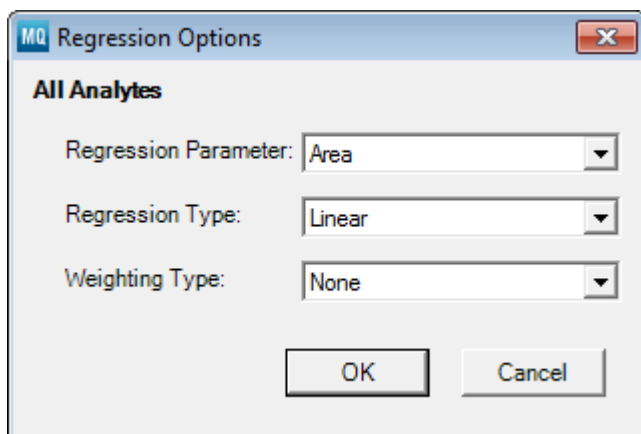 MQ Regression Options
All Analytes
Regression Parameter: Area
Regression Type: Linear
Weighting Type: None
OK Cancel